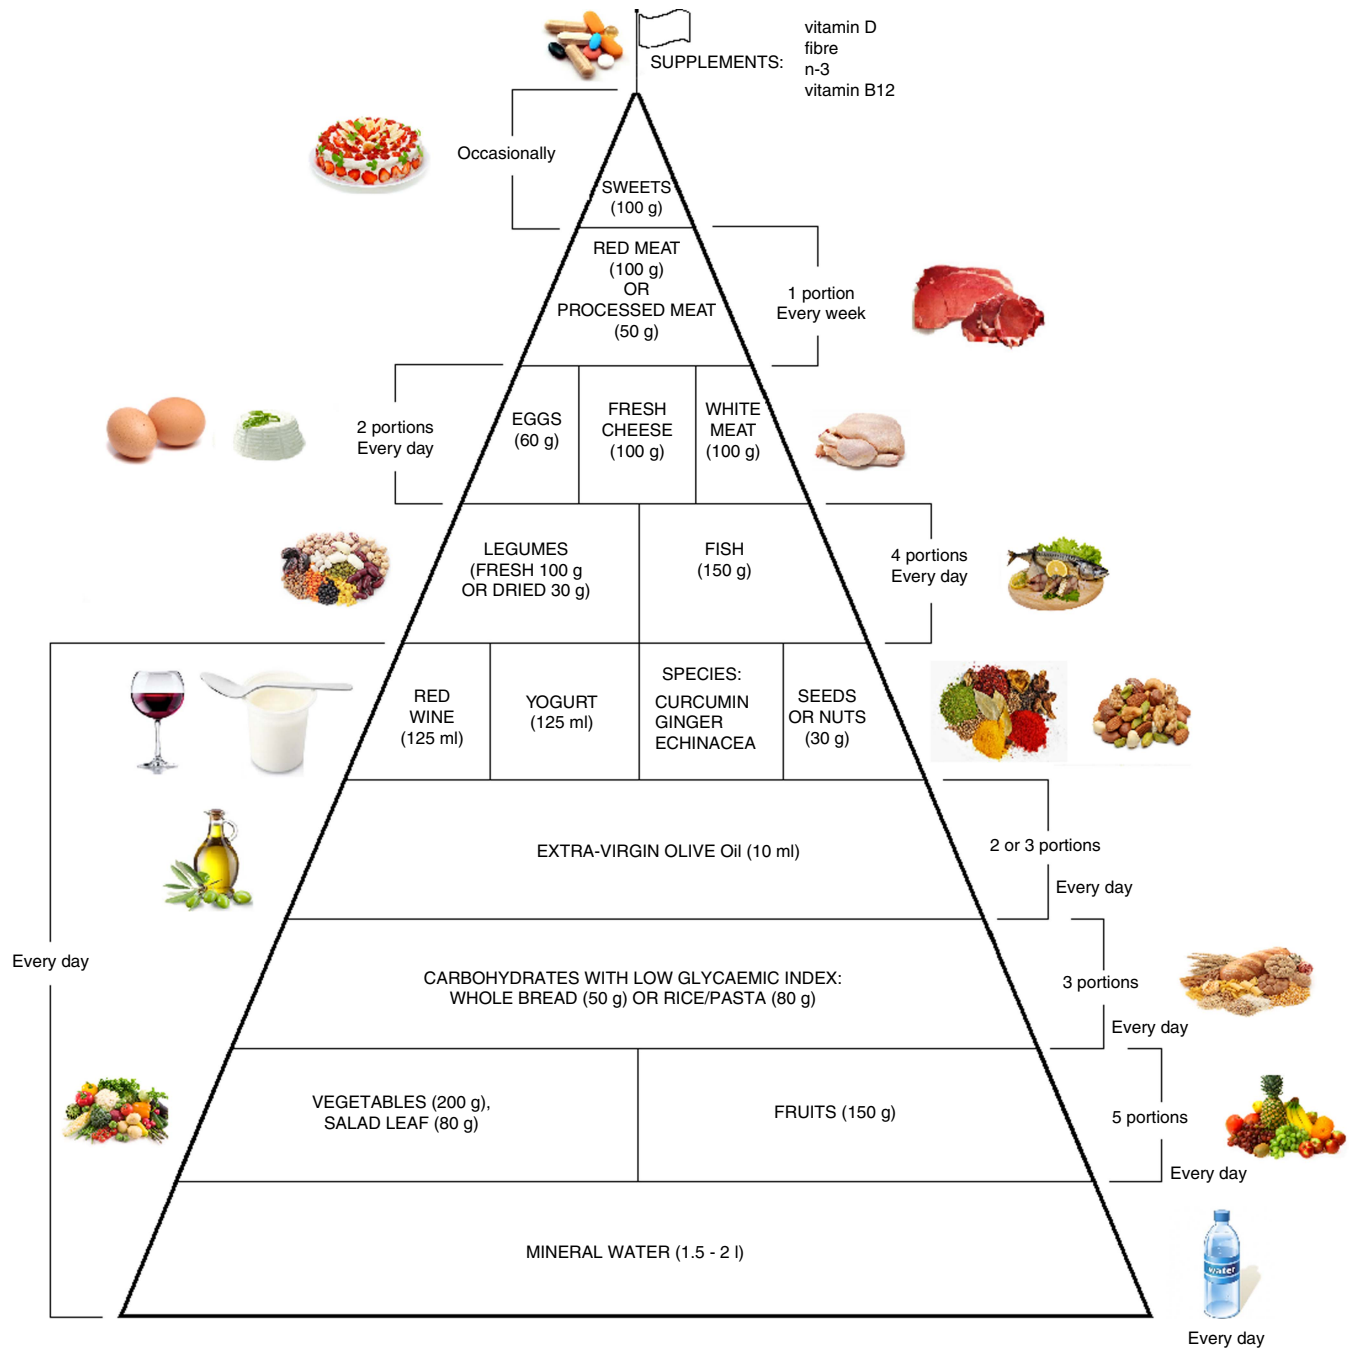 SUPPLEMENTS:
vitamin D
fibre
n-3
vitamin B12
Occasionally
SWEETS
(100 g)
RED MEAT
(100 g)
OR
PROCESSED MEAT
(50 g)
1 portion
Every week
2 portions
Every day
EGGS
(60 g)
FRESH
CHEESE
(100 g)
WHITE
MEAT
(100 g)
LEGUMES
(FRESH 100 g
OR DRIED 30 g)
FISH
(150 g)
4 portions
Every day
RED
WINE
(125 ml)
YOGURT
(125 ml)
SPECIES:
CURCUMIN
GINGER
ECHINACEA
SEEDS
OR NUTS
(30 g)
EXTRA-VIRGIN OLIVE Oil (10 ml)
2 or 3 portions
Every day
Every day
CARBOHYDRATES WITH LOW GLYCAEMIC INDEX:
WHOLE BREAD (50 g) OR RICE/PASTA (80 g)
3 portions
Every day
VEGETABLES (200 g),
SALAD LEAF (80 g)
FRUITS (150 g)
5 portions
Every day
MINERAL WATER (1.5 - 2 l)
water
Every day